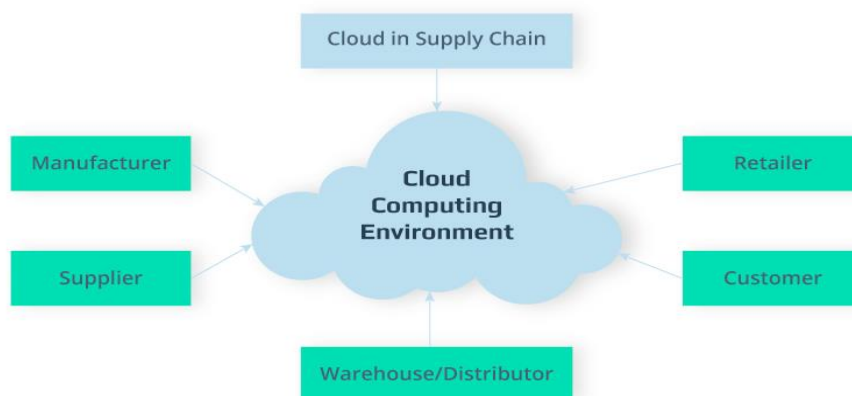 Cloud in Supply Chain
Manufacturer
Retailer
Cloud
Computing
Environment
Supplier
Customer
Warehouse/Distributor